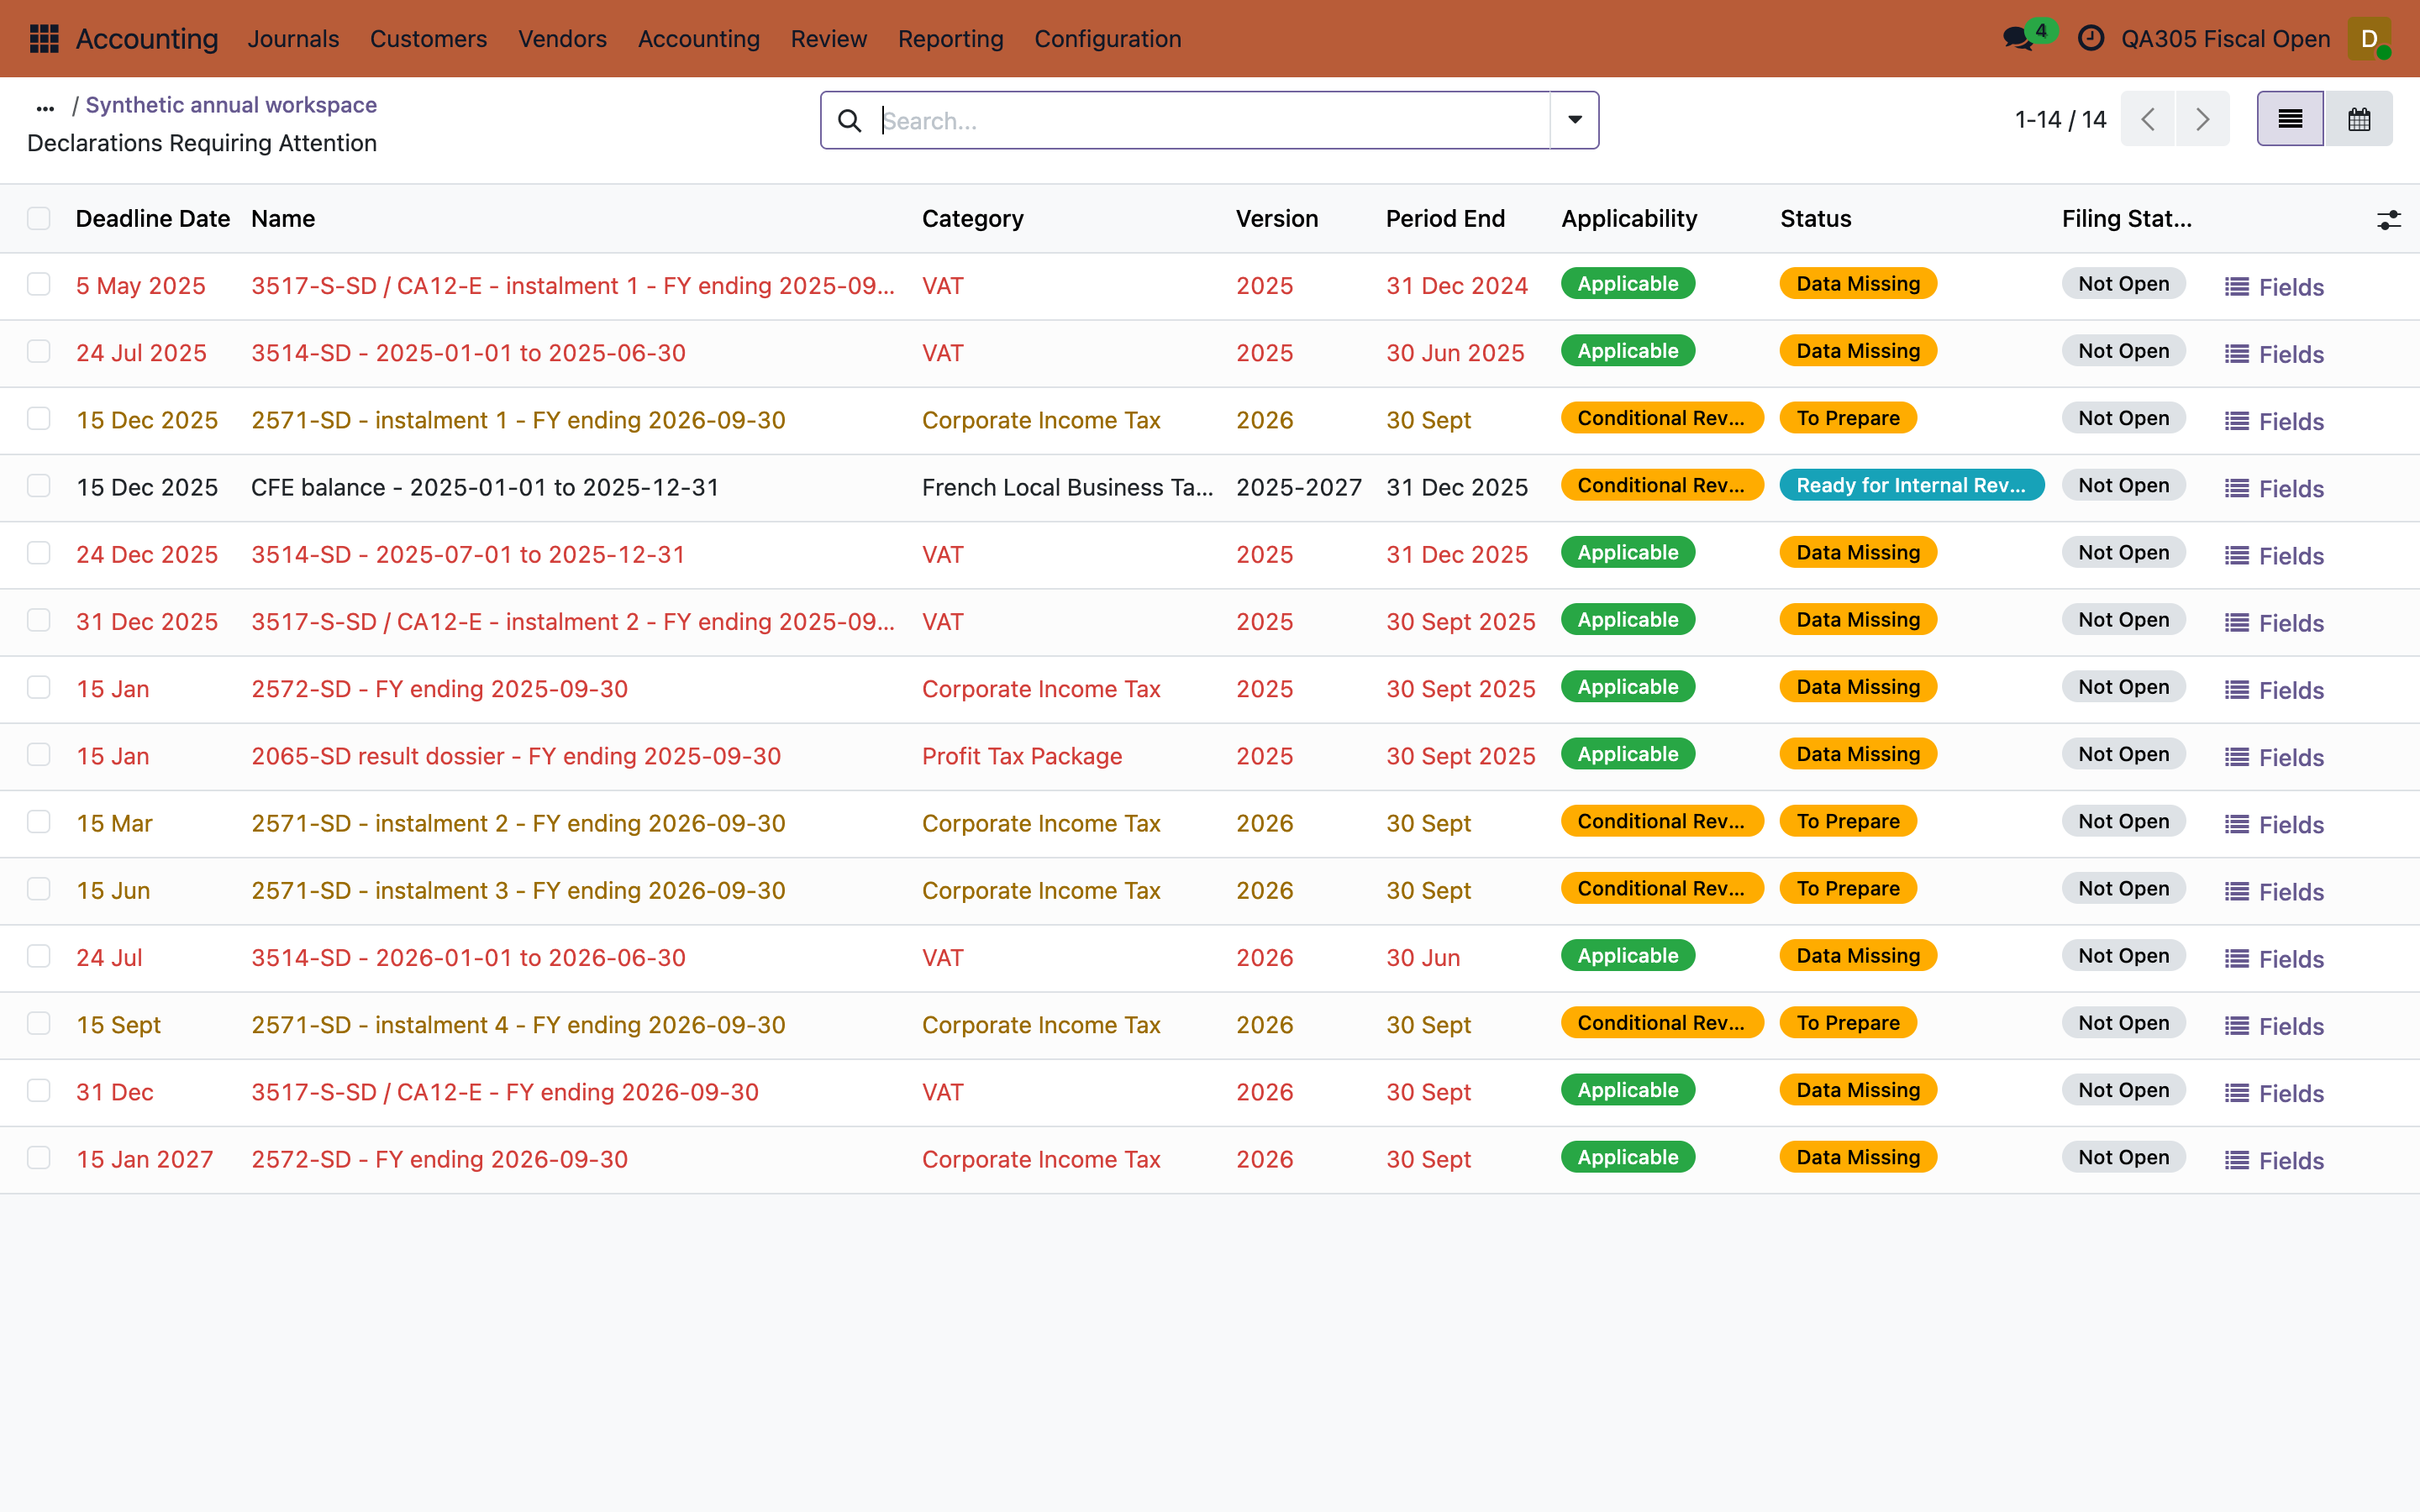 Accounting Journals Customers Vendors Accounting Review Reporting Configuration 4 QA305 Fiscal Open D
... / Synthetic annual workspace
Declarations Requiring Attention
Search...
1-14 / 14
Deadline Date Name Category Version Period End Applicability Status Filing Stat...
5 May 2025 3517-S-SD / CA12-E - instalment 1 - FY ending 2025-09... VAT 2025 31 Dec 2024 Applicable Data Missing Not Open Fields
24 Jul 2025 3514-SD - 2025-01-01 to 2025-06-30 VAT 2025 30 Jun 2025 Applicable Data Missing Not Open Fields
15 Dec 2025 2571-SD - instalment 1 - FY ending 2026-09-30 Corporate Income Tax 2026 30 Sept Conditional Rev... To Prepare Not Open Fields
15 Dec 2025 CFE balance - 2025-01-01 to 2025-12-31 French Local Business Ta... 2025-2027 31 Dec 2025 Conditional Rev... Ready for Internal Rev... Not Open Fields
24 Dec 2025 3514-SD - 2025-07-01 to 2025-12-31 VAT 2025 31 Dec 2025 Applicable Data Missing Not Open Fields
31 Dec 2025 3517-S-SD / CA12-E - instalment 2 - FY ending 2025-09... VAT 2025 30 Sept 2025 Applicable Data Missing Not Open Fields
15 Jan 2572-SD - FY ending 2025-09-30 Corporate Income Tax 2025 30 Sept 2025 Applicable Data Missing Not Open Fields
15 Jan 2065-SD result dossier - FY ending 2025-09-30 Profit Tax Package 2025 30 Sept 2025 Applicable Data Missing Not Open Fields
15 Mar 2571-SD - instalment 2 - FY ending 2026-09-30 Corporate Income Tax 2026 30 Sept Conditional Rev... To Prepare Not Open Fields
15 Jun 2571-SD - instalment 3 - FY ending 2026-09-30 Corporate Income Tax 2026 30 Sept Conditional Rev... To Prepare Not Open Fields
24 Jul 3514-SD - 2026-01-01 to 2026-06-30 VAT 2026 30 Jun Applicable Data Missing Not Open Fields
15 Sept 2571-SD - instalment 4 - FY ending 2026-09-30 Corporate Income Tax 2026 30 Sept Conditional Rev... To Prepare Not Open Fields
31 Dec 3517-S-SD / CA12-E - FY ending 2026-09-30 VAT 2026 30 Sept Applicable Data Missing Not Open Fields
15 Jan 2027 2572-SD - FY ending 2026-09-30 Corporate Income Tax 2026 30 Sept Applicable Data Missing Not Open Fields